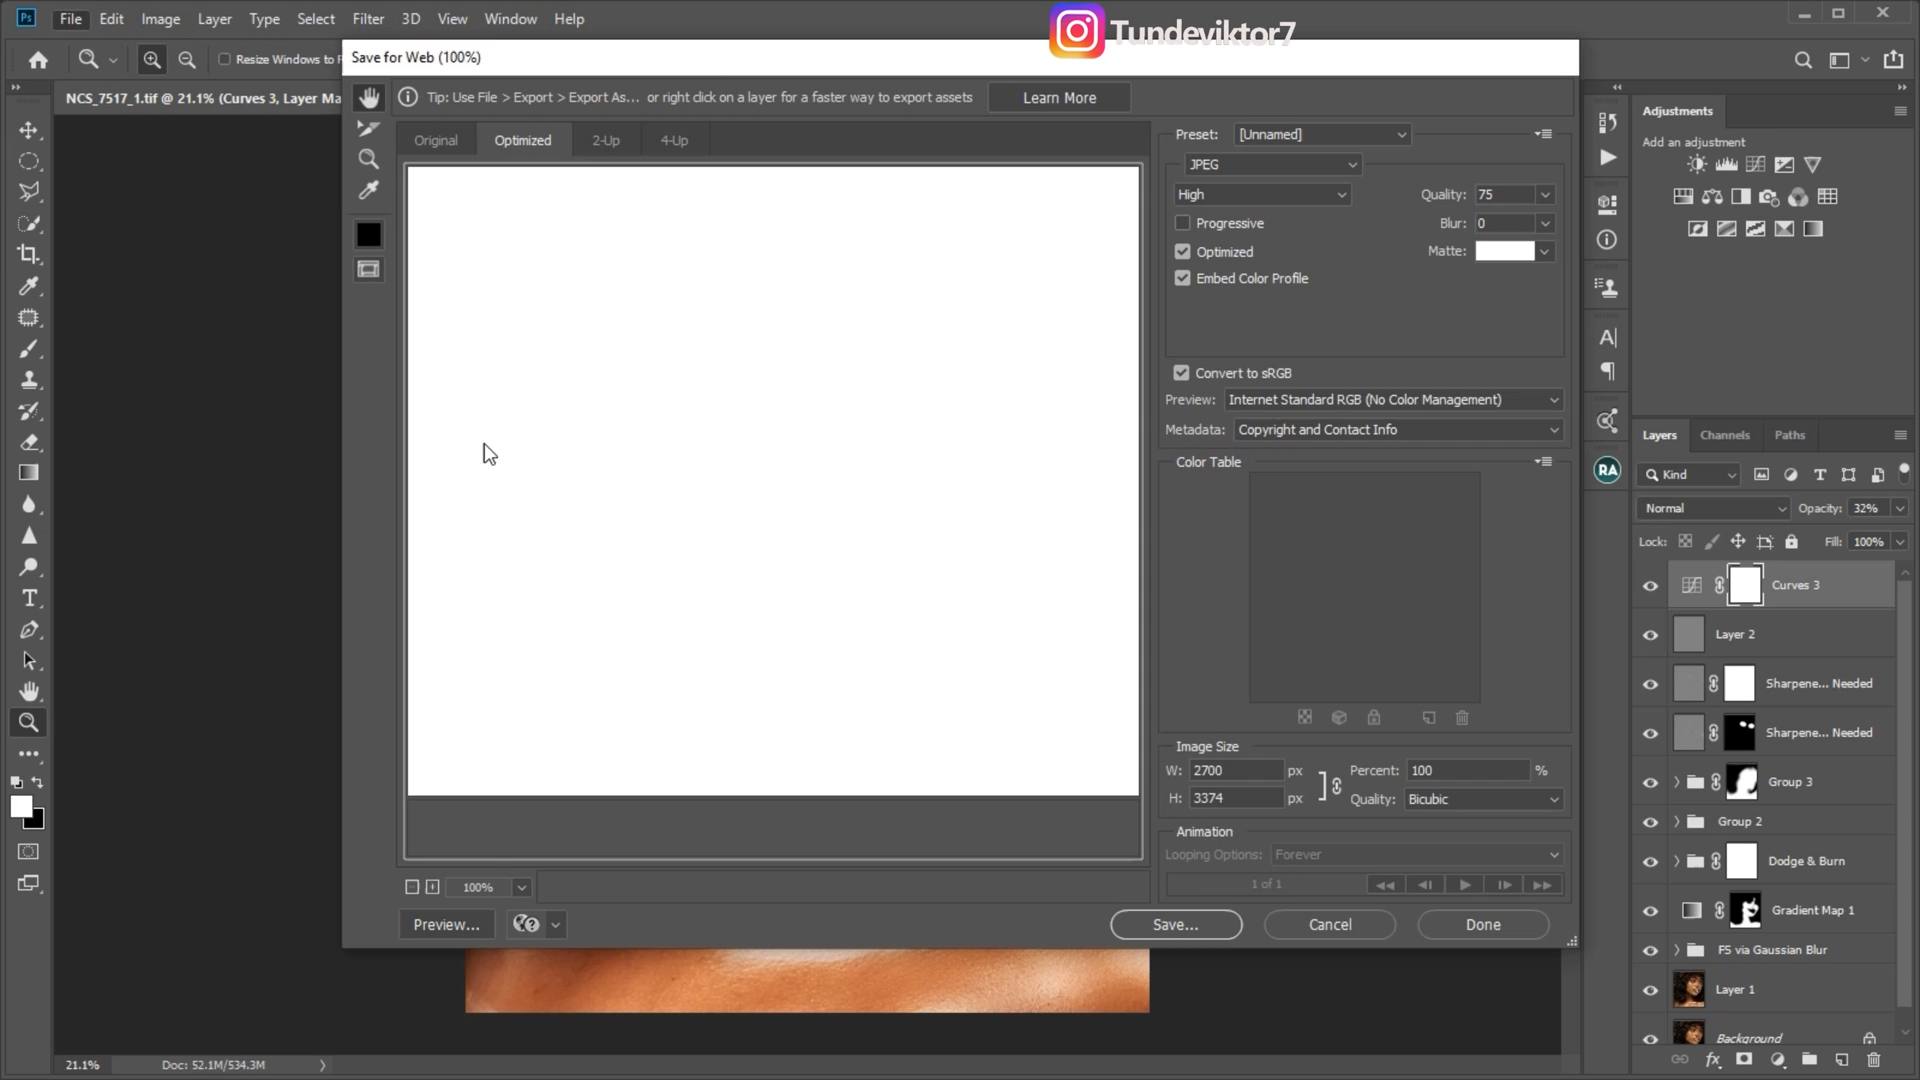 Ps File Edit Image Layer Type Select Filter 3D View Window Help
Tundeviktor7
Resize Windows to F
Save for Web (100%)
NCS_7517_1.tif @ 21.1% (Curves 3, Layer Ma
Tip: Use File > Export > Export As... or right click on a layer for a faster way to export assets
Learn More
Original Optimized 2-Up 4-Up
Preset: [Unnamed]
JPEG
High
Quality: 75
Progressive
Blur: 0
Optimized
Matte:
Embed Color Profile
Convert to sRGB
Preview: Internet Standard RGB (No Color Management)
Metadata: Copyright and Contact Info
Color Table
Image Size
W: 2700 px
Percent: 100 %
H: 3374 px
Quality: Bicubic
Animation
Looping Options: Forever
1 of 1
100%
Preview...
Save...
Cancel
Done
21.1%
Doc: 52.1M/534.3M
Adjustments
Add an adjustment
A
RA
Layers Channels Paths
Kind
T
Normal
Opacity: 32%
Lock:
Fill: 100%
Curves 3
Layer 2
Sharpene... Needed
Sharpene... Needed
Group 3
Group 2
Dodge & Burn
Gradient Map 1
F5 via Gaussian Blur
Layer 1
Background
fx